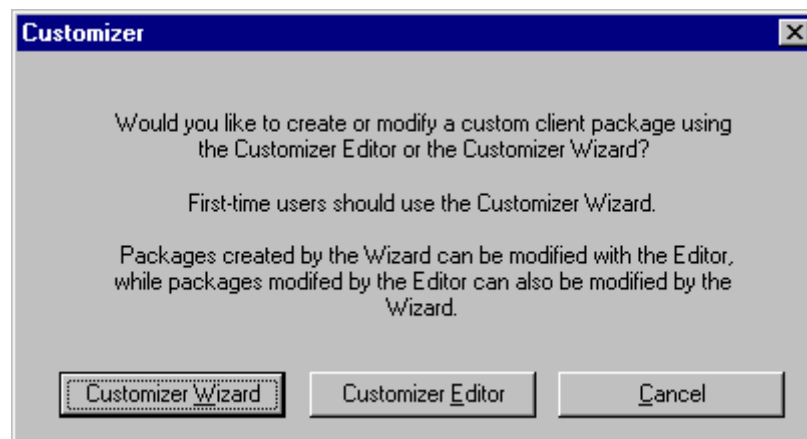 Customizer
Would you like to create or modify a custom client package using
the Customizer Editor or the Customizer Wizard?
First-time users should use the Customizer Wizard.
Packages created by the Wizard can be modified with the Editor,
while packages modifed by the Editor can also be modified by the
Wizard.
Customizer Wizard
Customizer Editor
Cancel